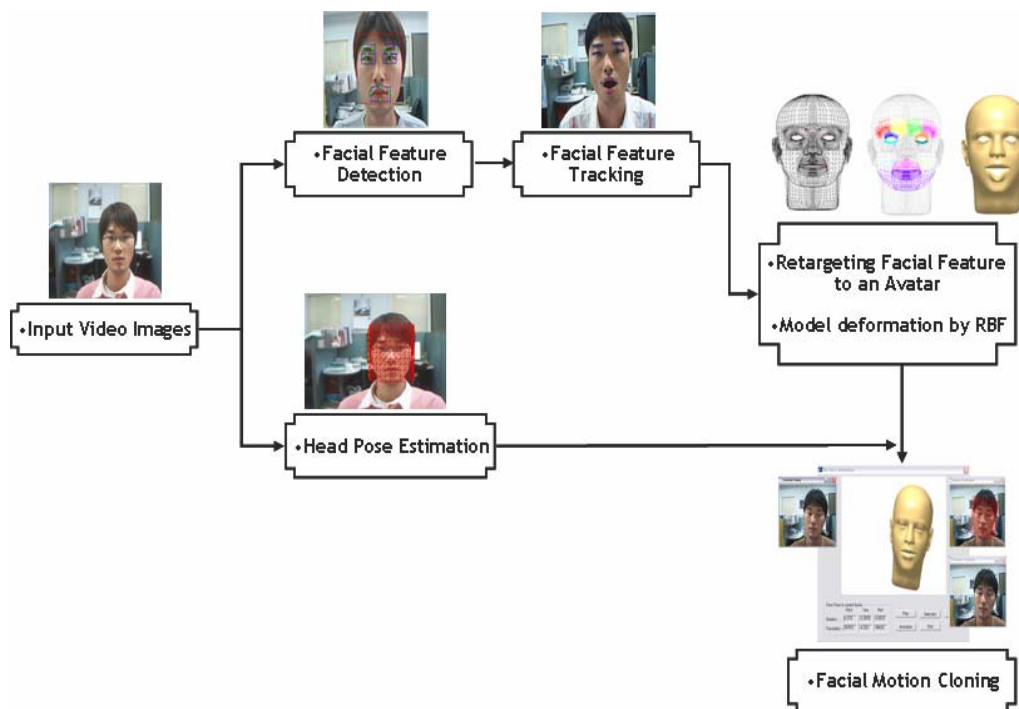 •Facial Feature
Detection
•Facial Feature
Tracking
•Retargeting Facial Feature
to an Avatar
•Model deformation by RBF
•Input Video Images
•Head Pose Estimation
•Facial Motion Cloning